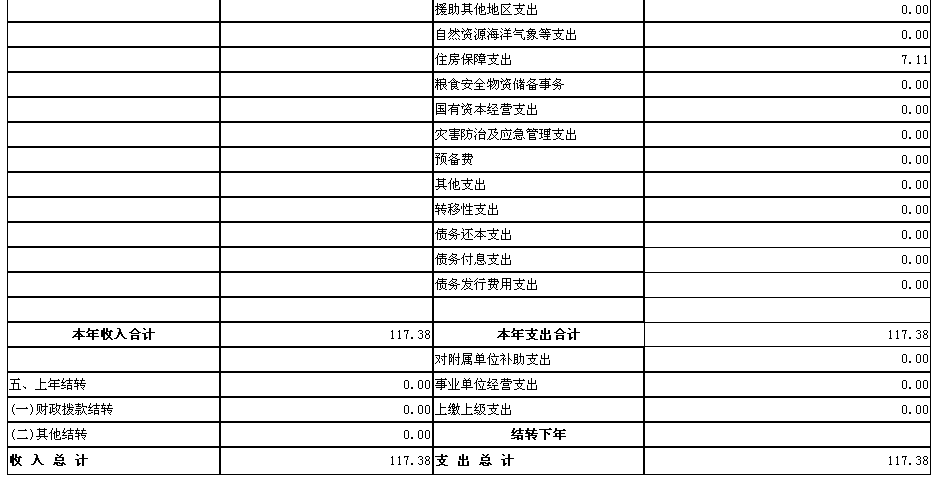 援助其他地区支出 0.00
自然资源海洋气象等支出 0.00
住房保障支出 7.11
粮食安全物资储备事务 0.00
国有资本经营支出 0.00
灾害防治及应急管理支出 0.00
预备费 0.00
其他支出 0.00
转移性支出 0.00
债务还本支出 0.00
债务付息支出 0.00
债务发行费用支出 0.00
本年收入合计 117.38 本年支出合计 117.38
对附属单位补助支出 0.00
五、上年结转 0.00 事业单位经营支出 0.00
(一)财政拨款结转 0.00 上缴上级支出 0.00
(二)其他结转 0.00 结转下年
收 入 总 计 117.38 支 出 总 计 117.38